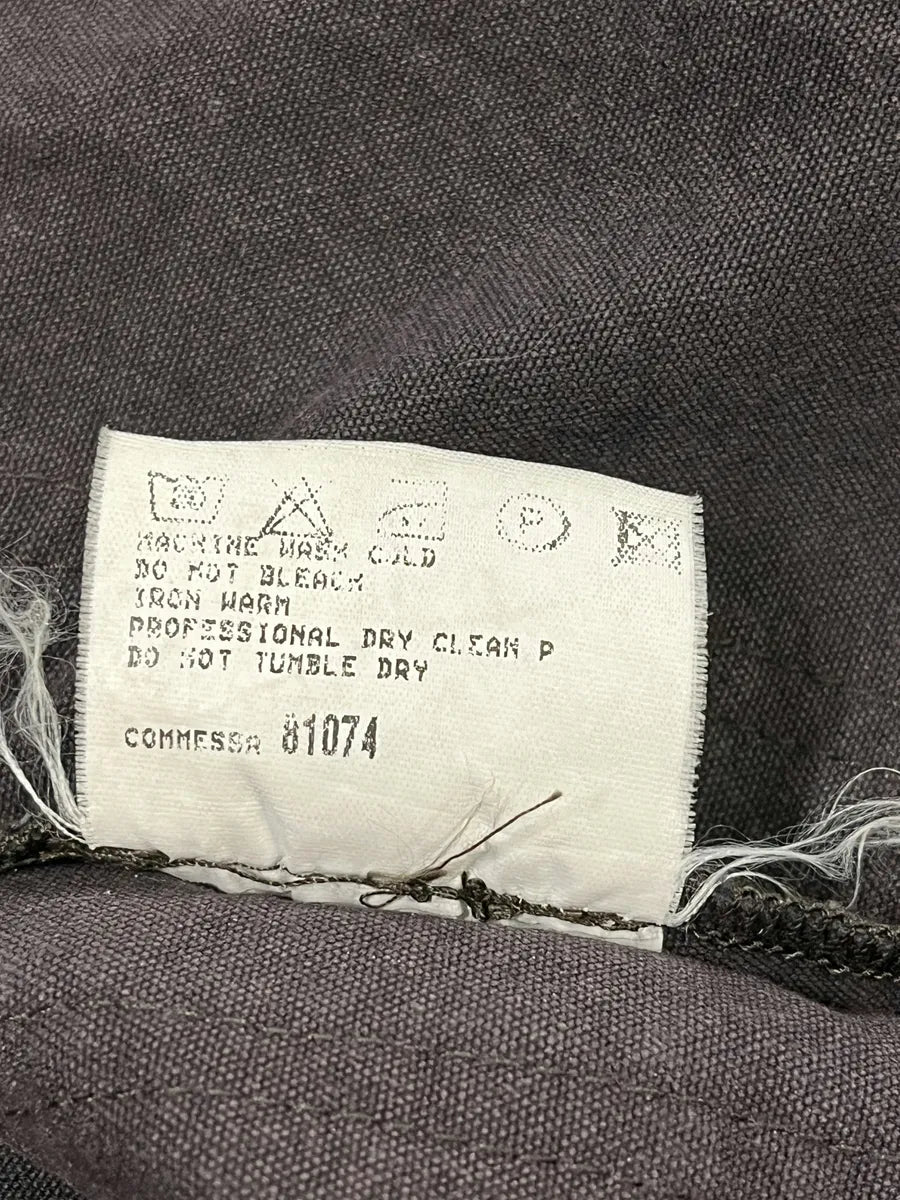 MACHINE WASH COLD
DO NOT BLEACH
IRON WARM
PROFESSIONAL DRY CLEAN P
DO NOT TUMBLE DRY
COMMESSA 81074